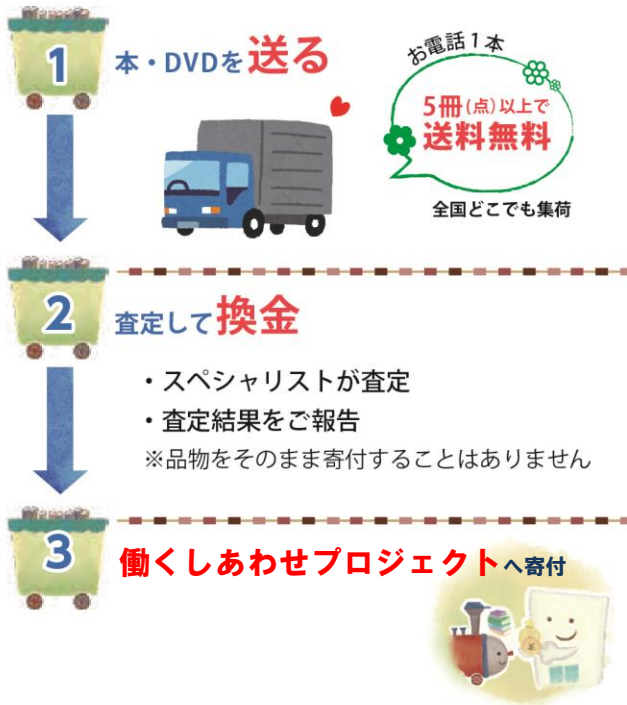 1
本・DVDを送る
お電話1本
5冊(点)以上で
送料無料
全国どこでも集荷
2
査定して換金
・スペシャリストが査定
・査定結果をご報告
※品物をそのまま寄付することはありません
3
働くしあわせプロジェクトへ寄付
¥